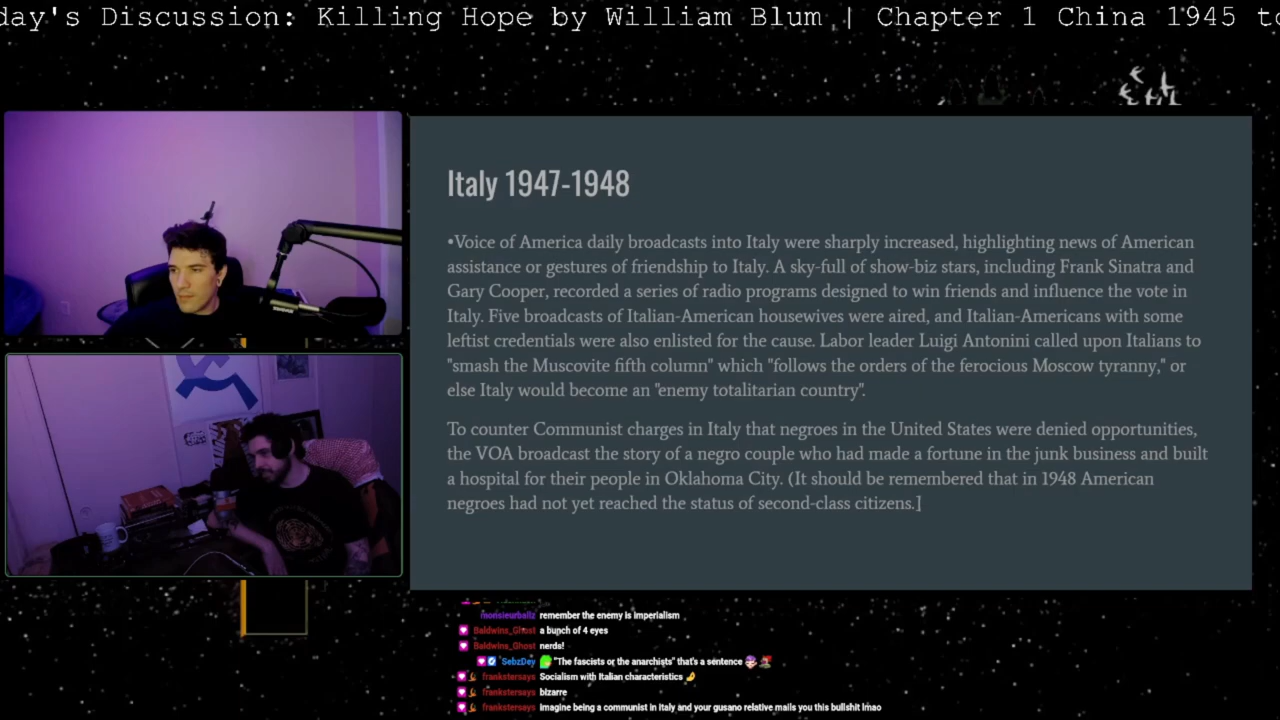 day's Discussion: Killing Hope by William Blum | Chapter 1 China 1945 to
Italy 1947-1948
•Voice of America daily broadcasts into Italy were sharply increased, highlighting news of American
assistance or gestures of friendship to Italy. A sky-full of show-biz stars, including Frank Sinatra and
Gary Cooper, recorded a series of radio programs designed to win friends and influence the vote in
Italy. Five broadcasts of Italian-American housewives were aired, and Italian-Americans with some
leftist credentials were also enlisted for the cause. Labor leader Luigi Antonini called upon Italians to
"smash the Muscovite fifth column" which "follows the orders of the ferocious Moscow tyranny," or
else Italy would become an "enemy totalitarian country".
To counter Communist charges in Italy that negroes in the United States were denied opportunities,
the VOA broadcast the story of a negro couple who had made a fortune in the junk business and built
a hospital for their people in Oklahoma City. (It should be remembered that in 1948 American
negroes had not yet reached the status of second-class citizens.]
monsieurballz remember the enemy is imperialism
Baldwins_Ghost a bunch of 4 eyes
Baldwins_Ghost nerds!
SebzDey "The fascists or the anarchists" that's a sentence
frankstersays Socialism with Italian characteristics
frankstersays bizarre
frankstersays imagine being a communist in italy and your gusano relative mails you this bullshit lmao